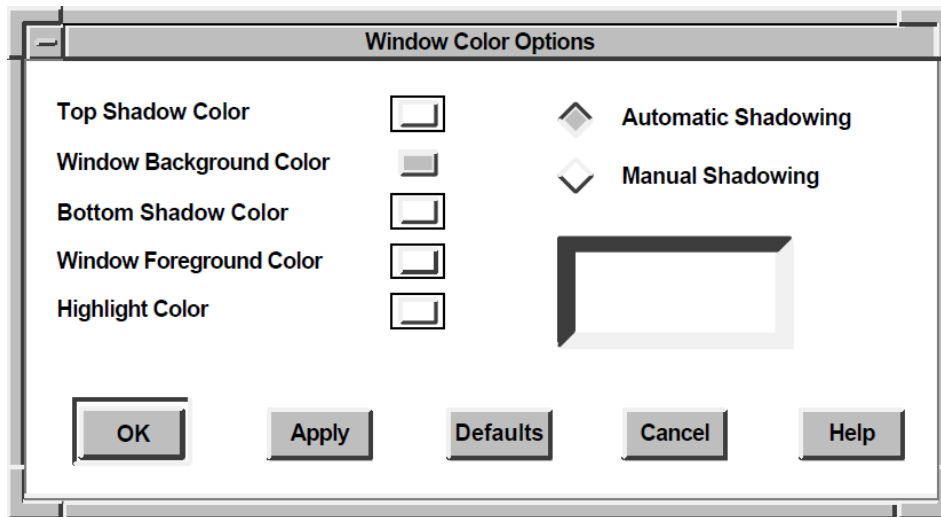 Window Color Options
Top Shadow Color
Window Background Color
Bottom Shadow Color
Window Foreground Color
Highlight Color
Automatic Shadowing
Manual Shadowing
OK Apply Defaults Cancel Help